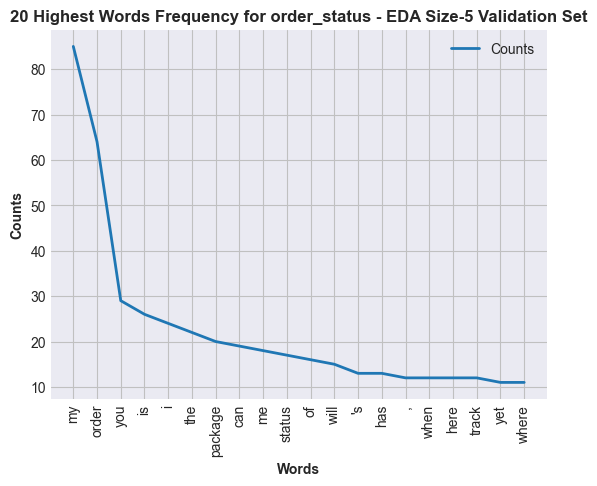 20 Highest Words Frequency for order_status - EDA Size-5 Validation Set
Counts
80
70
60
50
40
30
20
10
Counts
my
order
you
is
i
the
package
can
me
status
of
will
's
has
,
when
here
track
yet
where
Words